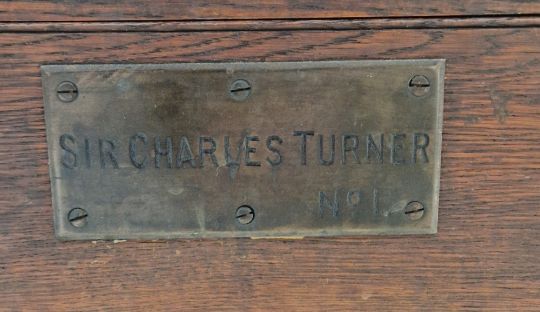 SIR CHARLES TURNER
No 1.